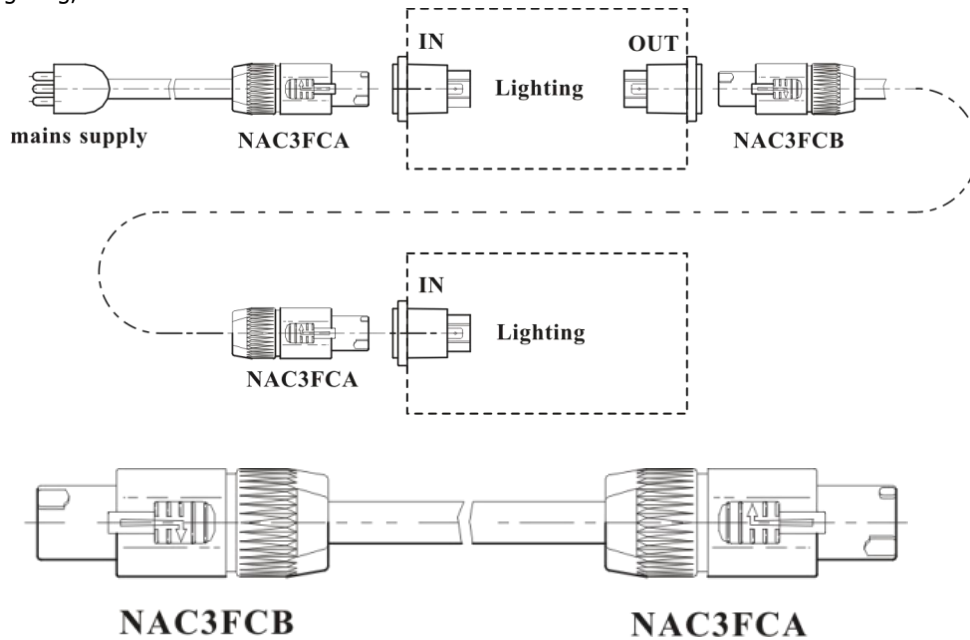 IN
OUT
Lighting
mains supply
NAC3FCA
NAC3FCB
IN
Lighting
NAC3FCA
NAC3FCB
NAC3FCA